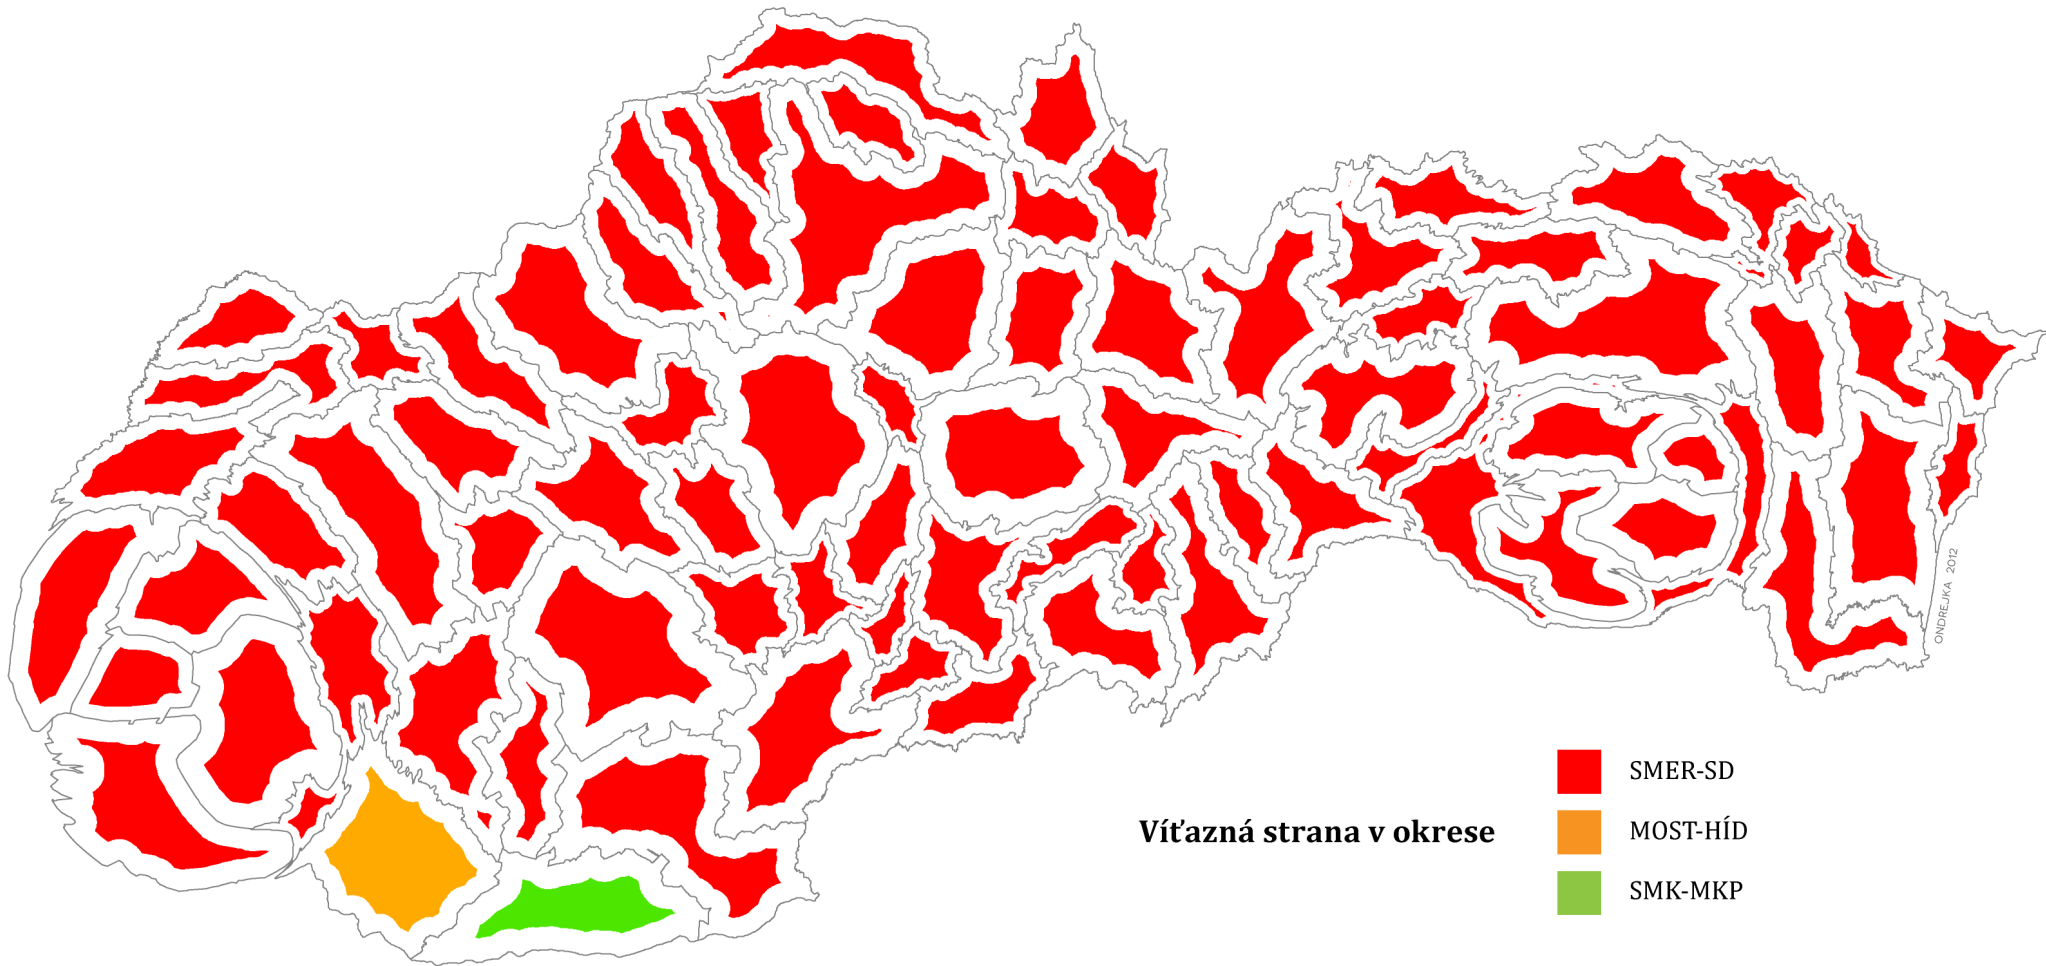 Víťazná strana v okrese
SMER-SD
MOST-HÍD
SMK-MKP
ONDREJKA 2012